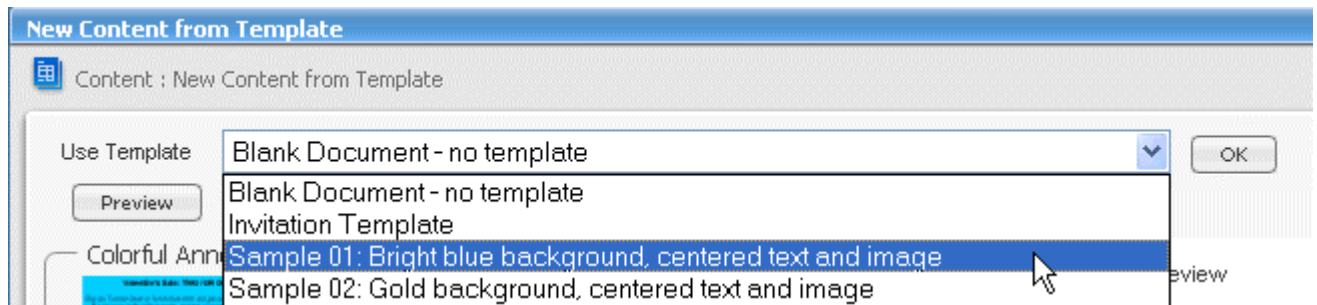 New Content from Template
Content : New Content from Template
Use Template
Blank Document - no template
OK
Preview
Blank Document - no template
Invitation Template
Colorful
Sample 01: Bright blue background, centered text and image
Sample 02: Gold background, centered text and image